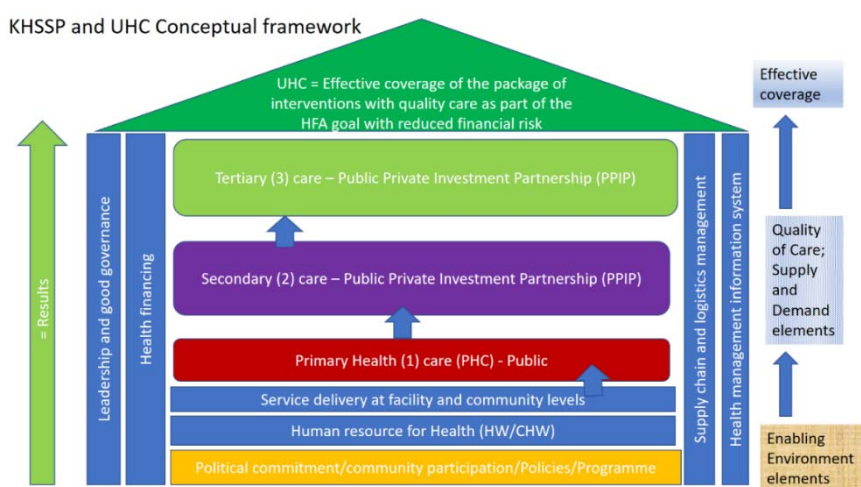 KHSSP and UHC Conceptual framework
UHC = Effective coverage of the package of
interventions with quality care as part of the
HFA goal with reduced financial risk
= Results
Leadership and good governance
Health financing
Tertiary (3) care – Public Private Investment Partnership (PPIP)
Secondary (2) care – Public Private Investment Partnership (PPIP)
Primary Health (1) care (PHC) - Public
Service delivery at facility and community levels
Human resource for Health (HW/CHW)
Political commitment/community participation/Policies/Programme
Supply chain and logistics management
Health management information system
Effective
coverage
Quality
of Care;
Supply
and
Demand
elements
Enabling
Environment
elements